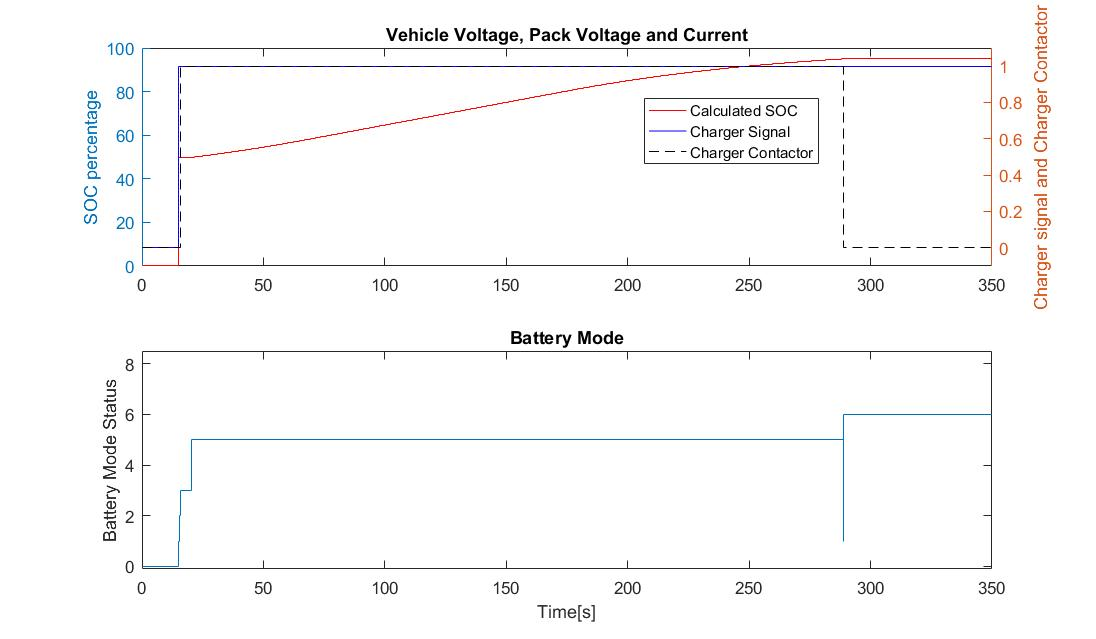 Vehicle Voltage, Pack Voltage and Current
100
80
60
40
20
0
SOC percentage
1
0.8
0.6
0.4
0.2
0
Charger signal and Charger Contactor
Calculated SOC
Charger Signal
Charger Contactor
0 50 100 150 200 250 300 350
Battery Mode
8
6
4
2
0
Battery Mode Status
0 50 100 150 200 250 300 350
Time[s]